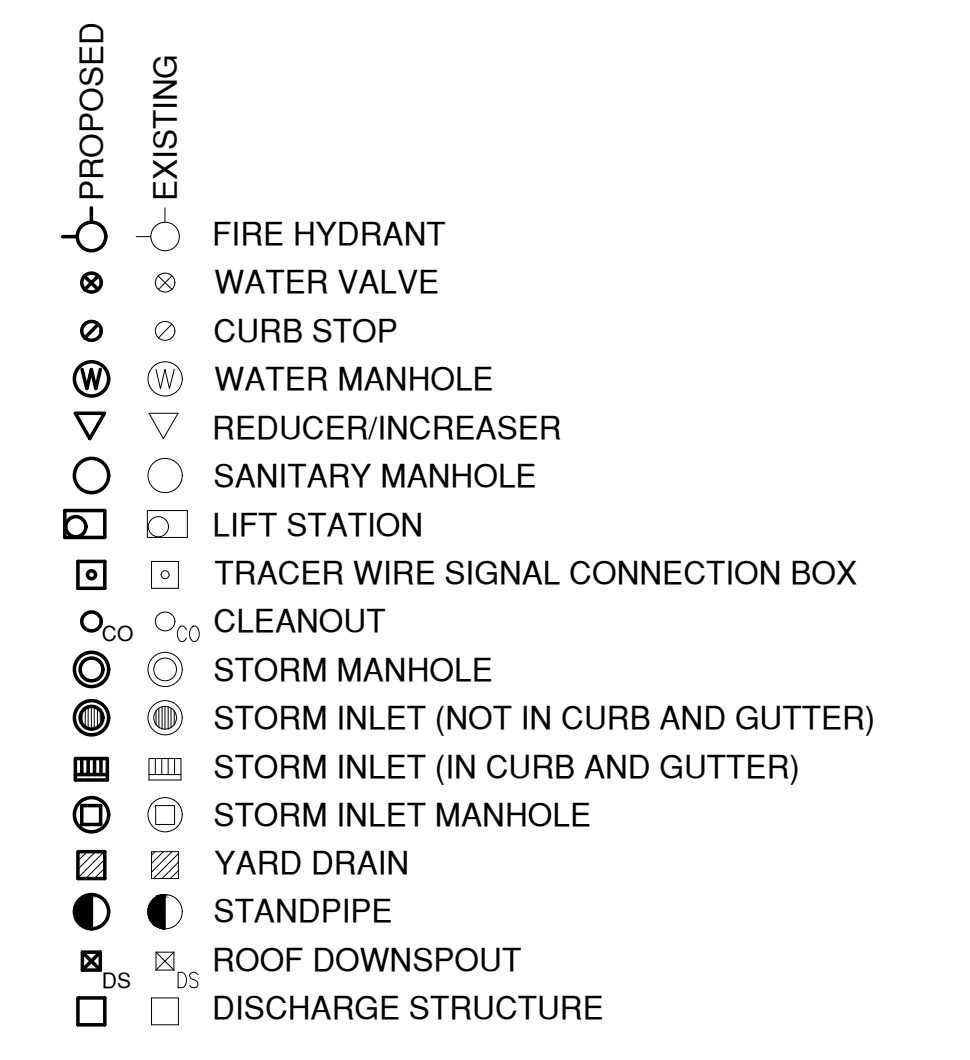 PROPOSED
EXISTING
FIRE HYDRANT
WATER VALVE
CURB STOP
W W WATER MANHOLE
REDUCER/INCREASER
SANITARY MANHOLE
LIFT STATION
TRACER WIRE SIGNAL CONNECTION BOX
CO CO CLEANOUT
STORM MANHOLE
STORM INLET (NOT IN CURB AND GUTTER)
STORM INLET (IN CURB AND GUTTER)
STORM INLET MANHOLE
YARD DRAIN
STANDPIPE
DS DS ROOF DOWNSPOUT
DISCHARGE STRUCTURE